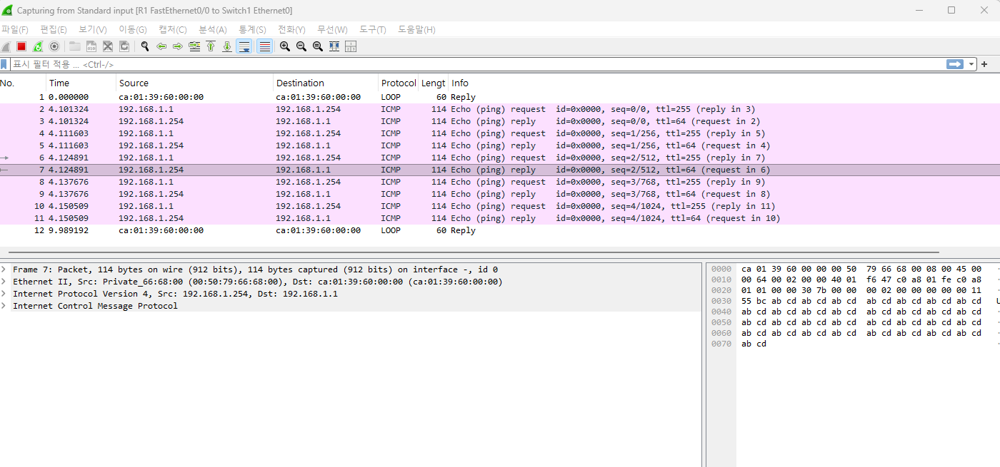 Capturing from Standard input [R1 FastEthernet0/0 to Switch1 Ethernet0]
파일(F) 편집(E) 보기(V) 이동(G) 캡처(C) 분석(A) 통계(S) 전화(Y) 무선(W) 도구(T) 도움말(H)
표시 필터 적용 ... <Ctrl-/>
No. Time Source Destination Protocol Lengt Info
1 0.000000 ca:01:39:60:00:00 ca:01:39:60:00:00 LOOP 60 Reply
2 4.101324 192.168.1.1 192.168.1.254 ICMP 114 Echo (ping) request id=0x0000, seq=0/0, ttl=255 (reply in 3)
3 4.101324 192.168.1.254 192.168.1.1 ICMP 114 Echo (ping) reply id=0x0000, seq=0/0, ttl=64 (request in 2)
4 4.111603 192.168.1.1 192.168.1.254 ICMP 114 Echo (ping) request id=0x0000, seq=1/256, ttl=255 (reply in 5)
5 4.111603 192.168.1.254 192.168.1.1 ICMP 114 Echo (ping) reply id=0x0000, seq=1/256, ttl=64 (request in 4)
6 4.124891 192.168.1.1 192.168.1.254 ICMP 114 Echo (ping) request id=0x0000, seq=2/512, ttl=255 (reply in 7)
7 4.124891 192.168.1.254 192.168.1.1 ICMP 114 Echo (ping) reply id=0x0000, seq=2/512, ttl=64 (request in 6)
8 4.137676 192.168.1.1 192.168.1.254 ICMP 114 Echo (ping) request id=0x0000, seq=3/768, ttl=255 (reply in 9)
9 4.137676 192.168.1.254 192.168.1.1 ICMP 114 Echo (ping) reply id=0x0000, seq=3/768, ttl=64 (request in 8)
10 4.150509 192.168.1.1 192.168.1.254 ICMP 114 Echo (ping) request id=0x0000, seq=4/1024, ttl=255 (reply in 11)
11 4.150509 192.168.1.254 192.168.1.1 ICMP 114 Echo (ping) reply id=0x0000, seq=4/1024, ttl=64 (request in 10)
12 9.989192 ca:01:39:60:00:00 ca:01:39:60:00:00 LOOP 60 Reply
Frame 7: Packet, 114 bytes on wire (912 bits), 114 bytes captured (912 bits) on interface -, id 0
Ethernet II, Src: Private_66:68:00 (00:50:79:66:68:00), Dst: ca:01:39:60:00:00 (ca:01:39:60:00:00)
Internet Protocol Version 4, Src: 192.168.1.254, Dst: 192.168.1.1
Internet Control Message Protocol
0000 ca 01 39 60 00 00 00 50 79 66 68 00 08 00 45 00
0010 00 64 00 02 00 00 40 01 f6 47 c0 a8 01 fe c0 a8
0020 01 01 00 00 30 7b 00 00 00 02 00 00 00 00 00 11
0030 55 bc ab cd ab cd ab cd ab cd ab cd ab cd ab cd U
0040 ab cd ab cd ab cd ab cd ab cd ab cd ab cd ab cd
0050 ab cd ab cd ab cd ab cd ab cd ab cd ab cd ab cd
0060 ab cd ab cd ab cd ab cd ab cd ab cd ab cd ab cd
0070 ab cd